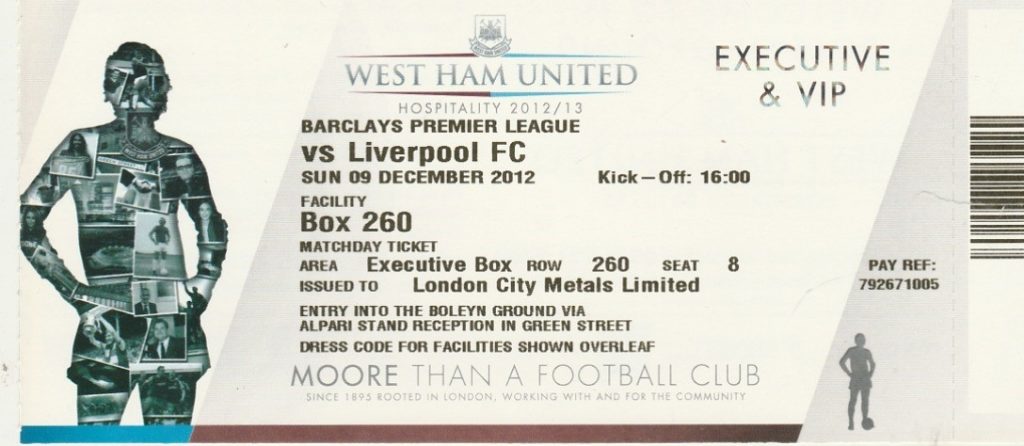 WEST HAM UNITED
HOSPITALITY 2012/13
EXECUTIVE
& VIP
BARCLAYS PREMIER LEAGUE
vs Liverpool FC
SUN 09 DECEMBER 2012 Kick-Off: 16:00
FACILITY
Box 260
MATCHDAY TICKET
AREA Executive Box ROW 260 SEAT 8
ISSUED TO London City Metals Limited
PAY REF:
792671005
ENTRY INTO THE BOLEYN GROUND VIA
ALPARI STAND RECEPTION IN GREEN STREET
DRESS CODE FOR FACILITIES SHOWN OVERLEAF
MOORE THAN A FOOTBALL CLUB
SINCE 1895 ROOTED IN LONDON, WORKING WITH AND FOR THE COMMUNITY